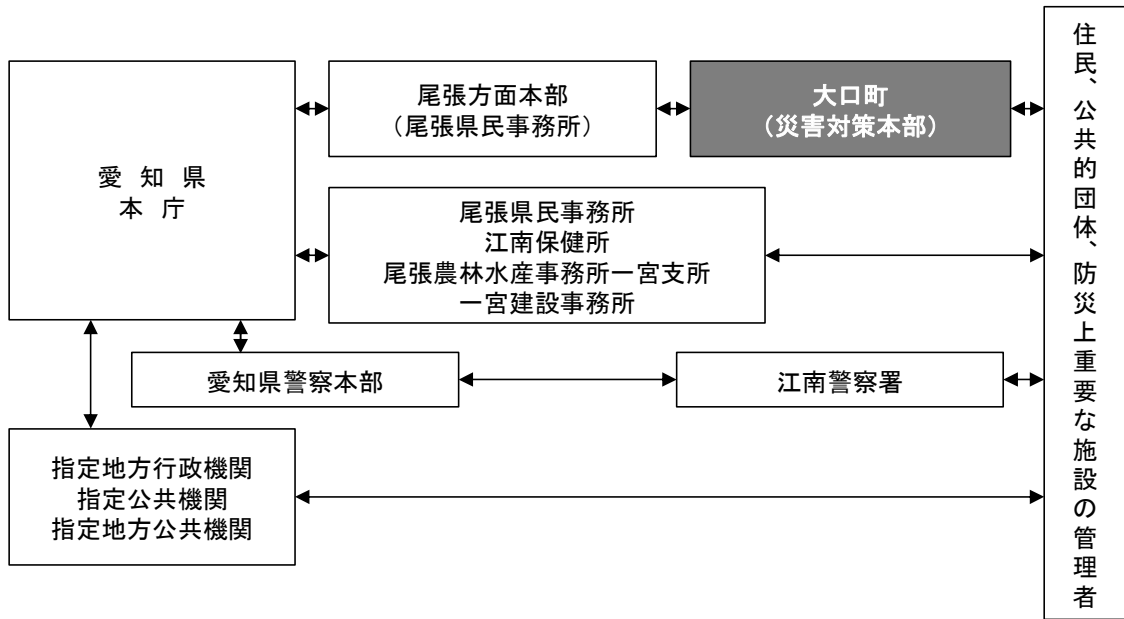 愛 知 県
本 庁
尾張方面本部
（尾張県民事務所）
大口町
（災害対策本部）
尾張県民事務所
江南保健所
尾張農林水産事務所一宮支所
一宮建設事務所
愛知県警察本部
江南警察署
指定地方行政機関
指定公共機関
指定地方公共機関
住民、公共的団体、防災上重要な施設の管理者